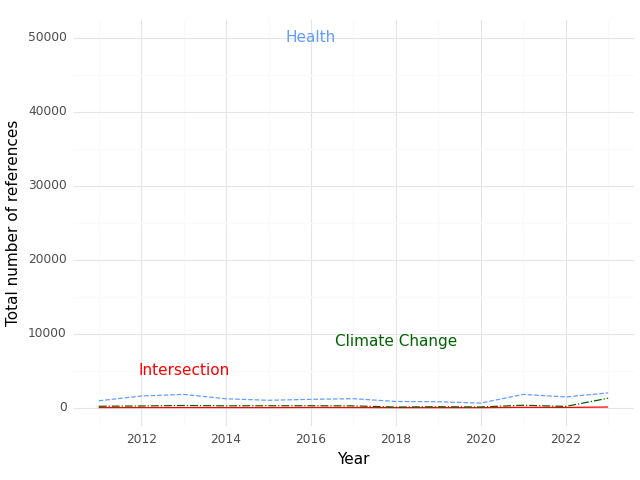 50000
40000
30000
20000
10000
0
Total number of references
Health
Climate Change
Intersection
2012 2014 2016 2018 2020 2022
Year